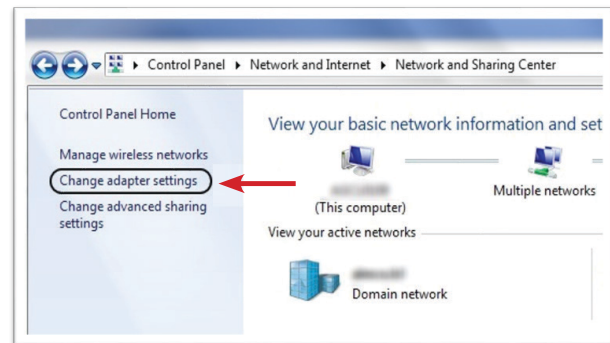 Control Panel ▸ Network and Internet ▸ Network and Sharing Center
Control Panel Home
View your basic network information and set
Manage wireless networks
Change adapter settings
Change advanced sharing
settings
(This computer)
Multiple networks
View your active networks
Domain network